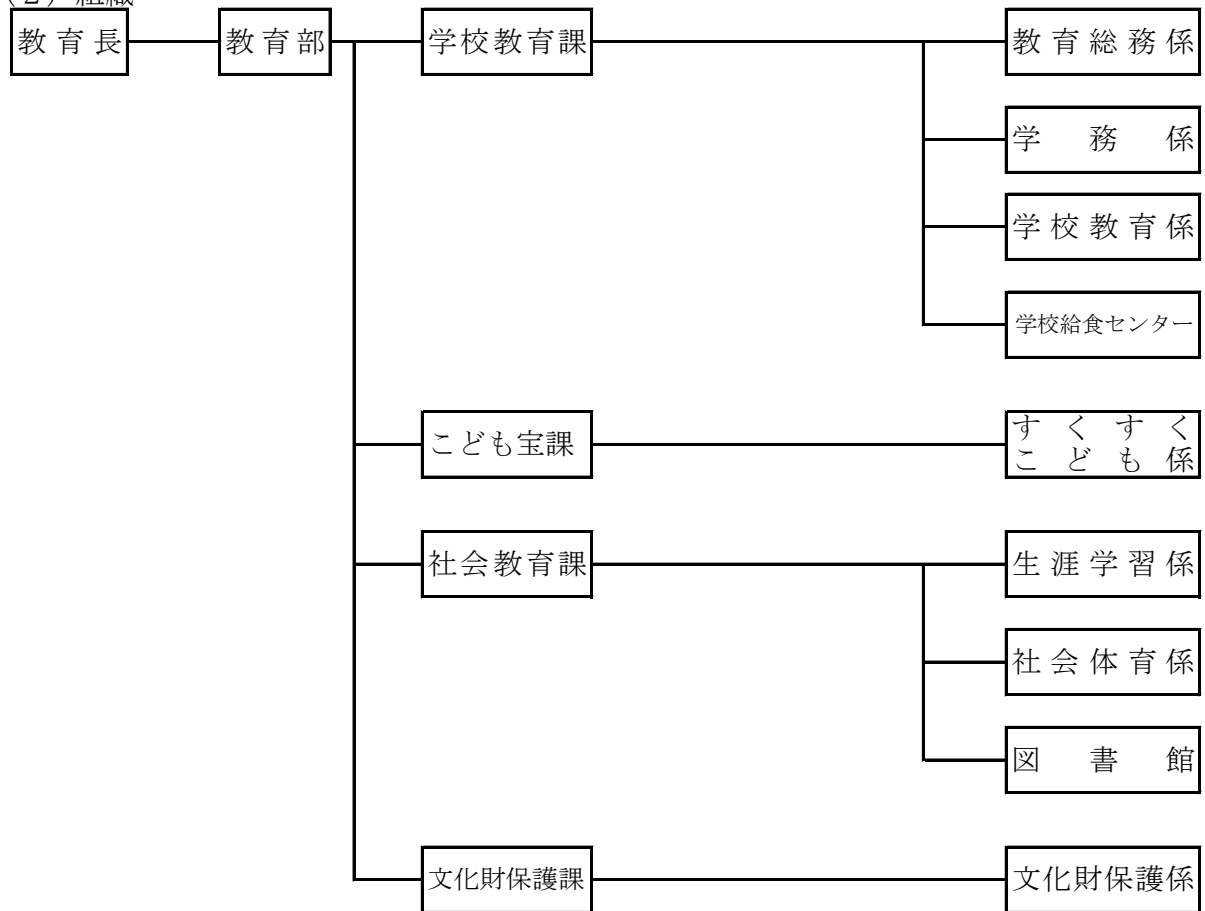 (2) 組織
教育長 教育部 学校教育課 教育総務係
学務係
学校教育係
学校給食センター
こども宝課 すくすく
こども係
社会教育課 生涯学習係
社会体育係
図書館
文化財保護課 文化財保護係